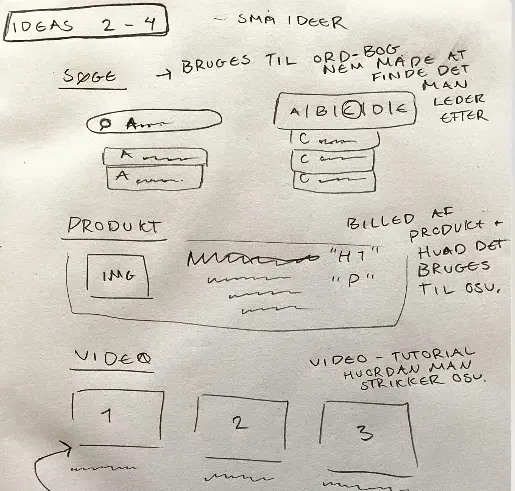 IDEAS 2-4
- SMÅ IDEER
SØGE
→ BRUGES TIL ORD-BOG
NEM MÅDE AT
FINDE DET
MAN
LEDER
EFTER
A
A
A
A|B|C|D|E
C
C
C
PRODUKT
IMG
"H1"
"P"
BILLED AF
PRODUKT +
HVAD DET
BRUGES
TIL OSV.
VIDEO
VIDEO - TUTORIAL
HVORDAN MAN
STRIKKER OSV.
1
2
3